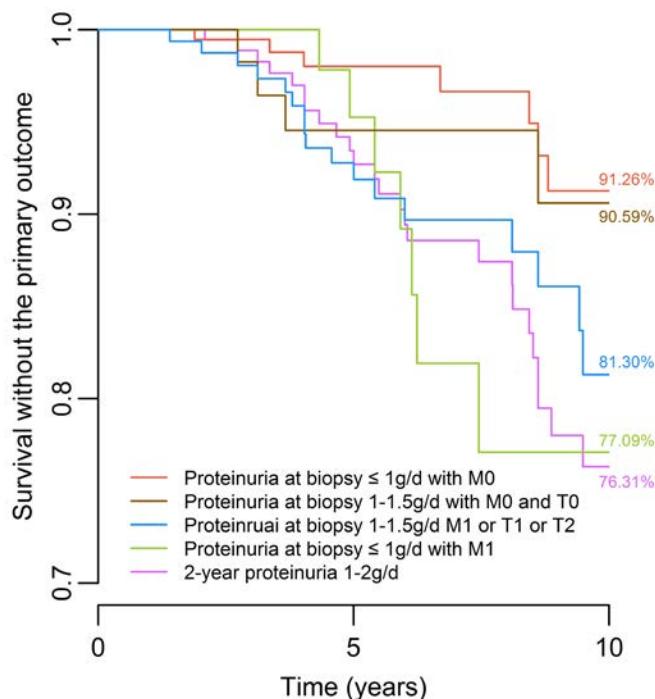 Survival without the primary outcome
1.0
0.9
0.8
0.7
91.26%
90.59%
81.30%
77.09%
76.31%
Proteinuria at biopsy ≤ 1g/d with M0
Proteinuria at biopsy 1-1.5g/d with M0 and T0
Proteinruai at biopsy 1-1.5g/d M1 or T1 or T2
Proteinuria at biopsy ≤ 1g/d with M1
2-year proteinuria 1-2g/d
0 5 10
Time (years)